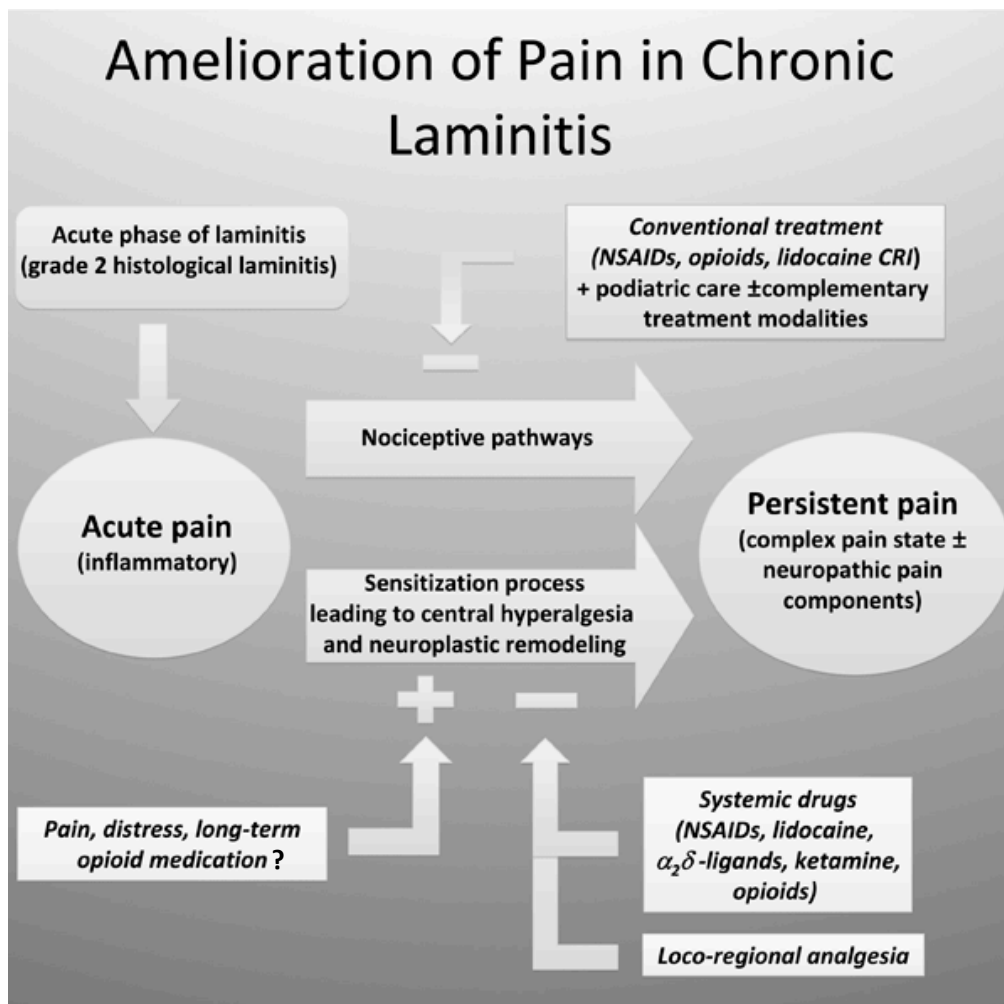 Amelioration of Pain in Chronic
Laminitis
Acute phase of laminitis
(grade 2 histological laminitis)
Conventional treatment
(NSAIDs, opioids, lidocaine CRI)
+ podiatric care ±complementary
treatment modalities
Nociceptive pathways
Acute pain
(inflammatory)
Persistent pain
(complex pain state ±
neuropathic pain
components)
Sensitization process
leading to central hyperalgesia
and neuroplastic remodeling
Pain, distress, long-term
opioid medication ?
Systemic drugs
(NSAIDs, lidocaine,
α₂δ-ligands, ketamine,
opioids)
Loco-regional analgesia